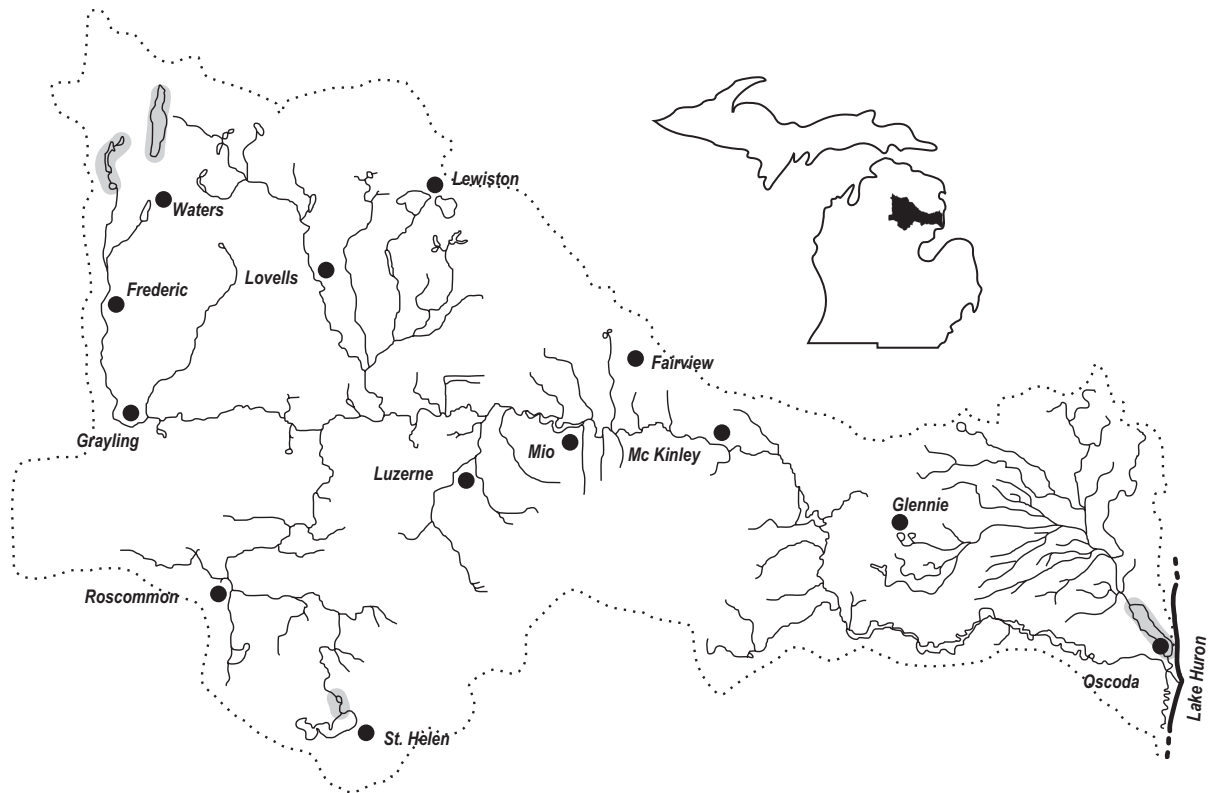 Lewiston
Waters
Lovells
Frederic
Fairview
Grayling
Mio
Mc Kinley
Luzerne
Glennie
Roscommon
Oscoda
Lake Huron
St. Helen